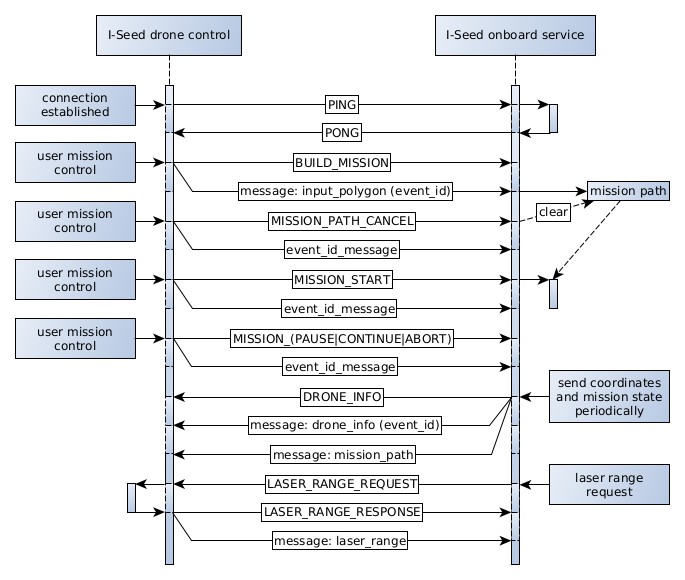 I-Seed drone control
I-Seed onboard service
connection
established
PING
PONG
user mission
control
BUILD_MISSION
message: input_polygon (event_id)
mission path
user mission
control
MISSION_PATH_CANCEL
clear
event_id_message
user mission
control
MISSION_START
event_id_message
user mission
control
MISSION_(PAUSE|CONTINUE|ABORT)
event_id_message
DRONE_INFO
send coordinates
and mission state
periodically
message: drone_info (event_id)
message: mission_path
LASER_RANGE_REQUEST
laser range
request
LASER_RANGE_RESPONSE
message: laser_range